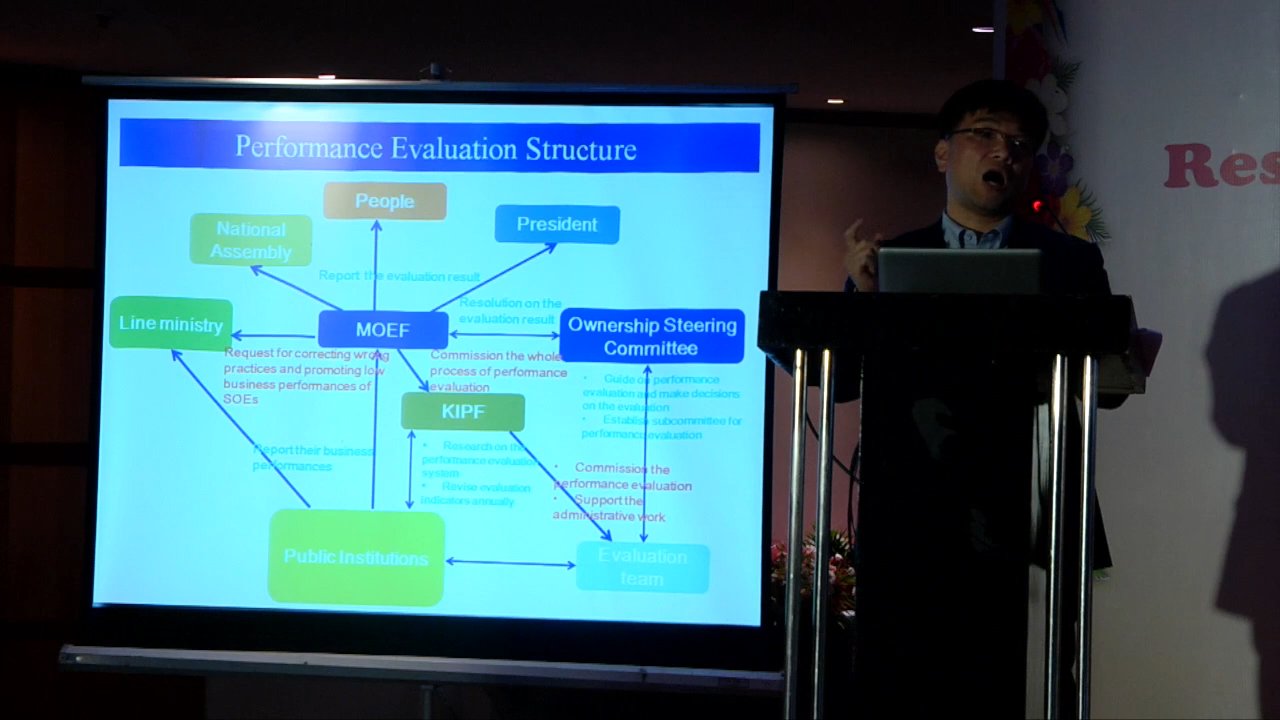 Performance Evaluation Structure
People
National
Assembly
President
Report the evaluation result
Resolution on the
evaluation result
Line ministry
MOEF
Ownership Steering
Committee
Request for correcting wrong
practices and promoting low
business performances of
SOEs
Commission the whole
process of performance
evaluation
• Guide on performance
evaluation and make decisions
on the evaluation
• Establish subcommittee for
performance evaluation
KIPF
Report their business
performances
• Research on the
performance evaluation
system
• Revise evaluation
indicators annually
• Commission the
performance evaluation
• Support the
administrative work
Public Institutions
Evaluation
team
Res